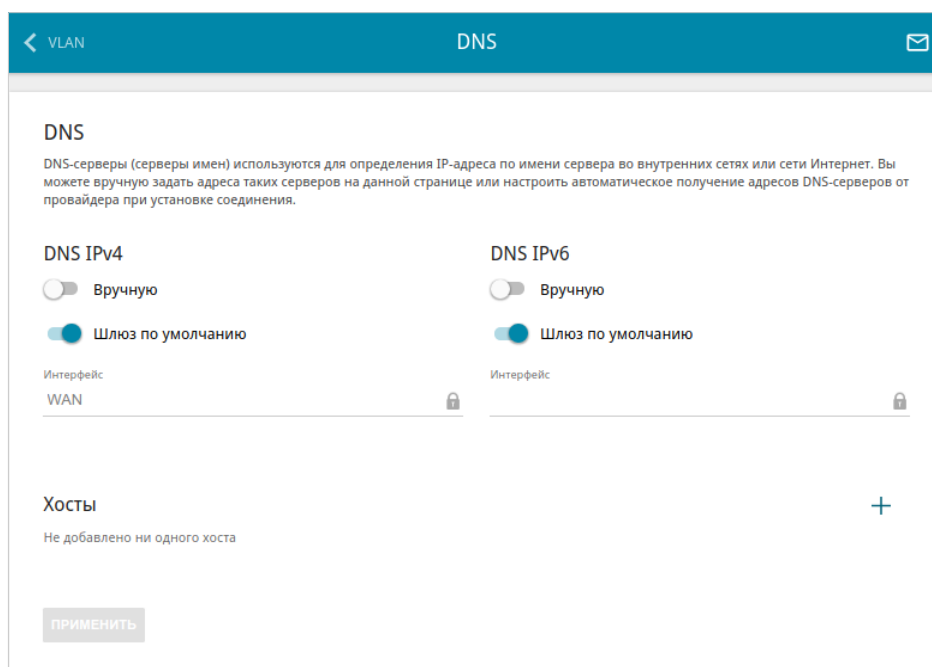 VLAN
DNS
DNS
DNS-серверы (серверы имен) используются для определения IP-адреса по имени сервера во внутренних сетях или сети Интернет. Вы
можете вручную задать адреса таких серверов на данной странице или настроить автоматическое получение адресов DNS-серверов от
провайдера при установке соединения.
DNS IPv4
Вручную
Шлюз по умолчанию
Интерфейс
WAN
DNS IPv6
Вручную
Шлюз по умолчанию
Интерфейс
Хосты
Не добавлено ни одного хоста
ПРИМЕНИТЬ